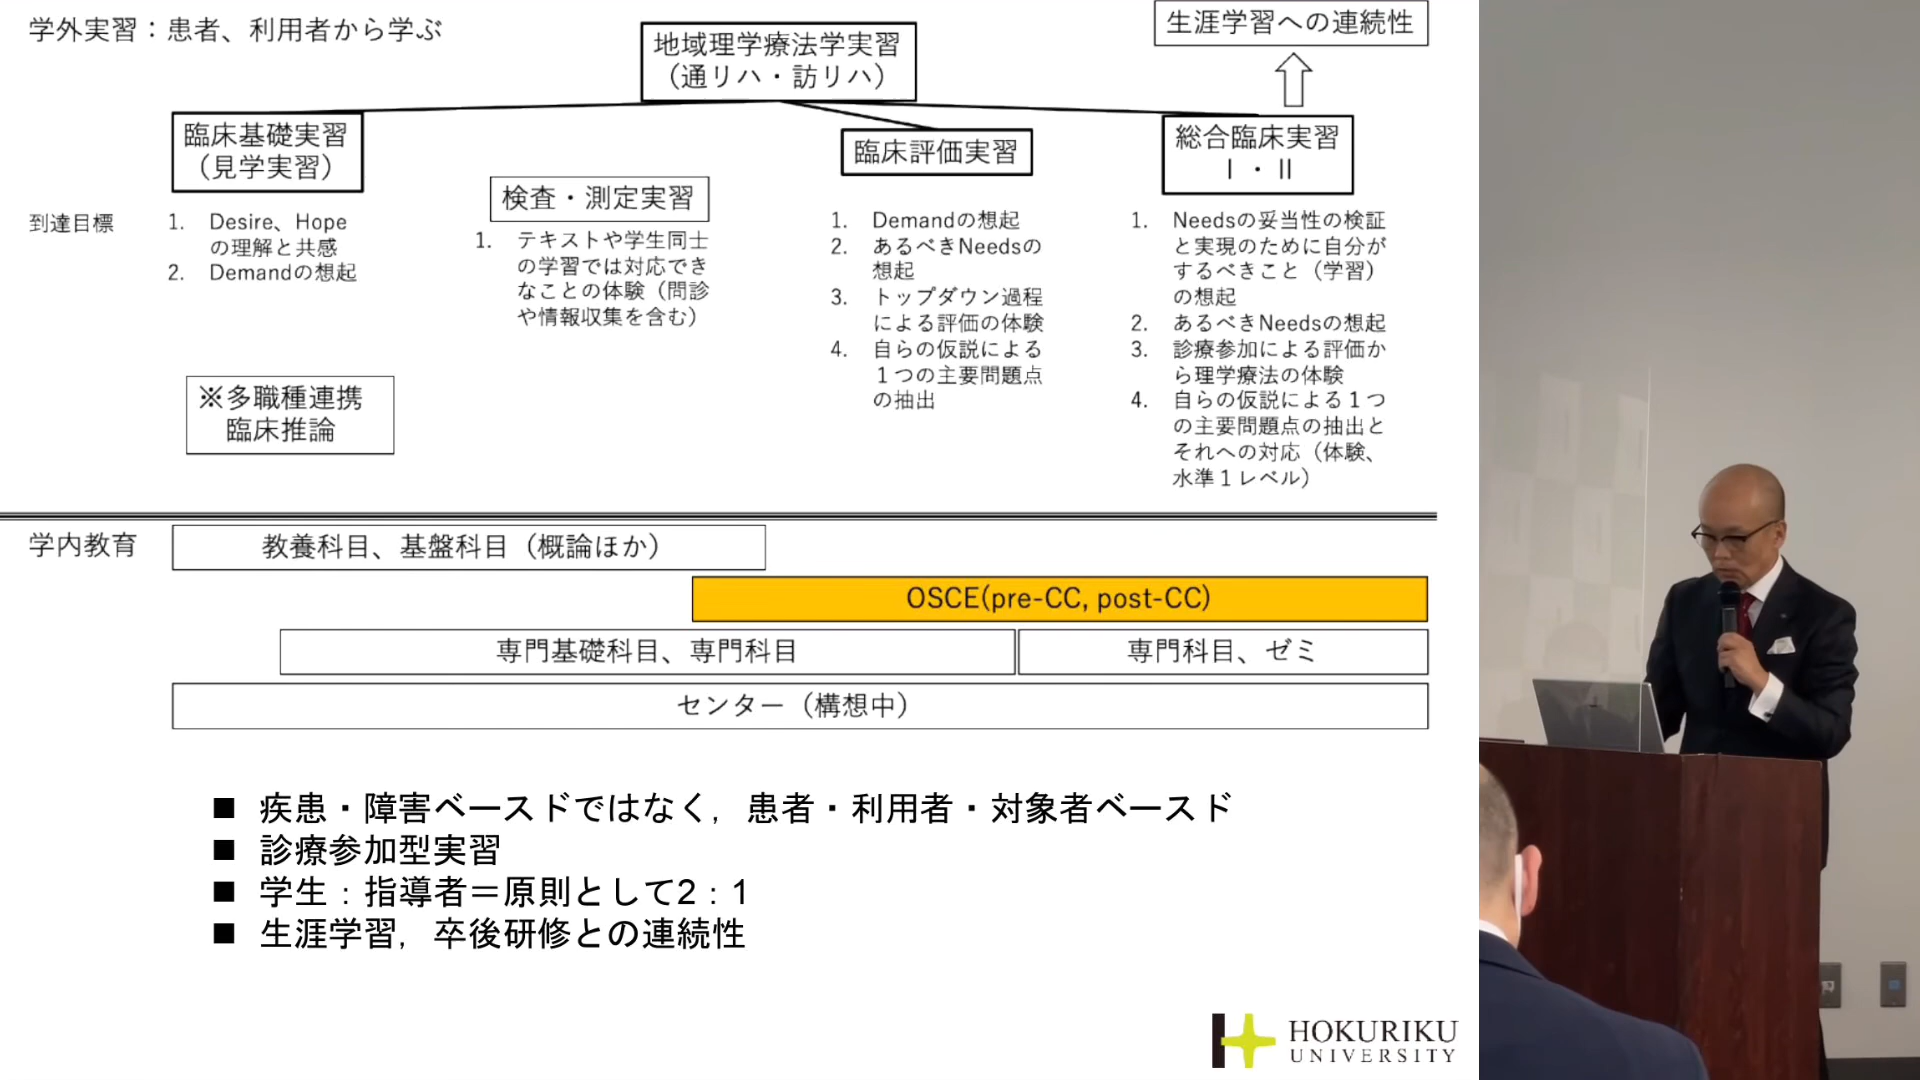 学外実習：患者、利用者から学ぶ
地域理学療法学実習
（通リハ・訪リハ）
生涯学習への連続性
臨床基礎実習
（見学実習）
検査・測定実習
臨床評価実習
総合臨床実習
Ⅰ・Ⅱ
到達目標
1. Desire、Hope
の理解と共感
2. Demandの想起
1. テキストや学生同士
の学習では対応でき
なことの体験（問診
や情報収集を含む）
1. Demandの想起
2. あるべきNeedsの
想起
3. トップダウン過程
による評価の体験
4. 自らの仮説による
１つの主要問題点
の抽出
1. Needsの妥当性の検証
と実現のために自分が
するべきこと（学習）
の想起
2. あるべきNeedsの想起
3. 診療参加による評価か
ら理学療法の体験
4. 自らの仮説による１つ
の主要問題点の抽出と
それへの対応（体験、
水準１レベル）
※多職種連携
臨床推論
学内教育
教養科目、基盤科目（概論ほか）
OSCE(pre-CC, post-CC)
専門基礎科目、専門科目
専門科目、ゼミ
センター（構想中）
■ 疾患・障害ベースドではなく，患者・利用者・対象者ベースド
■ 診療参加型実習
■ 学生：指導者＝原則として2：1
■ 生涯学習，卒後研修との連続性
HOKURIKU
UNIVERSITY